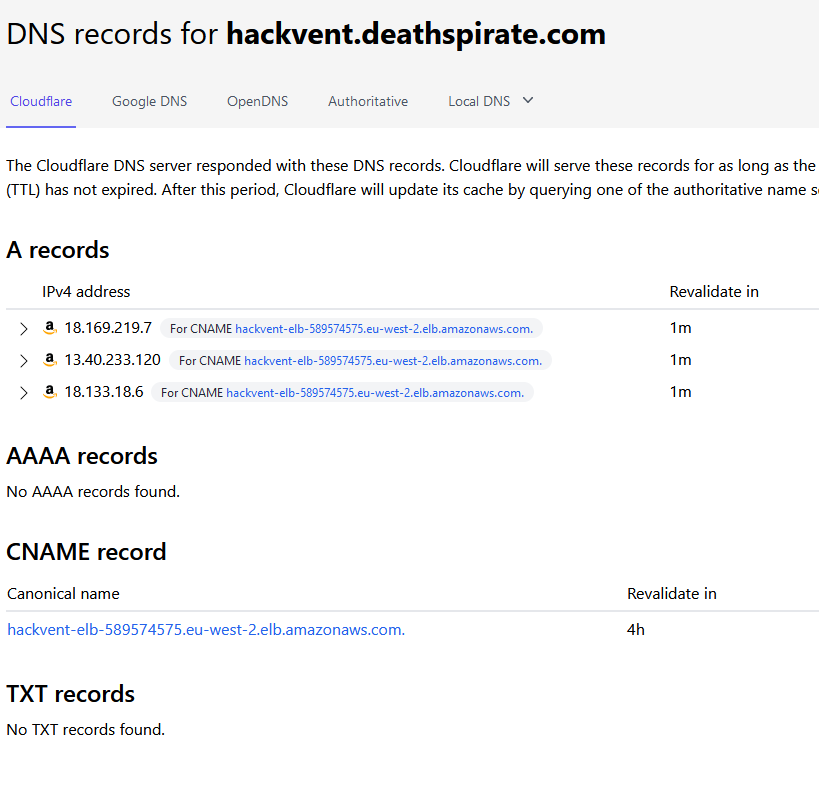 DNS records for hackvent.deathspirate.com
Cloudflare Google DNS OpenDNS Authoritative Local DNS
The Cloudflare DNS server responded with these DNS records. Cloudflare will serve these records for as long as the
(TTL) has not expired. After this period, Cloudflare will update its cache by querying one of the authoritative name
A records
IPv4 address Revalidate in
18.169.219.7 For CNAME hackvent-elb-589574575.eu-west-2.elb.amazonaws.com. 1m
13.40.233.120 For CNAME hackvent-elb-589574575.eu-west-2.elb.amazonaws.com. 1m
18.133.18.6 For CNAME hackvent-elb-589574575.eu-west-2.elb.amazonaws.com. 1m
AAAA records
No AAAA records found.
CNAME record
Canonical name Revalidate in
hackvent-elb-589574575.eu-west-2.elb.amazonaws.com. 4h
TXT records
No TXT records found.